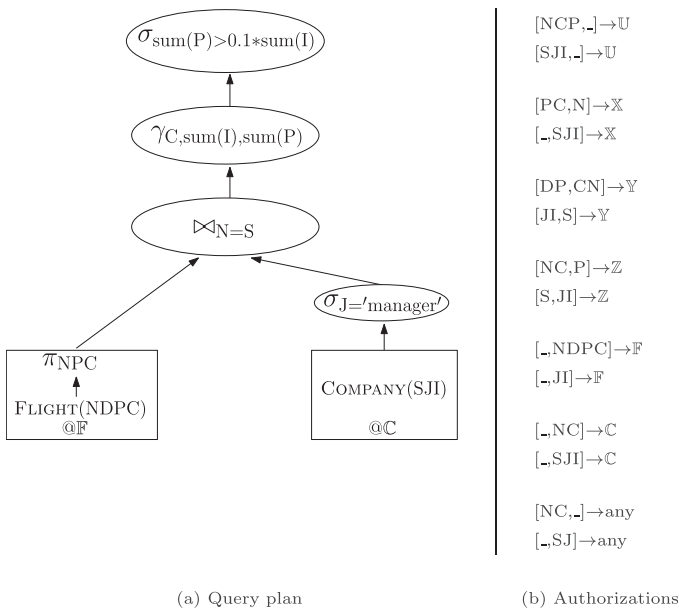 σsum(P)>0.1*sum(I)
γC,sum(I),sum(P)
⋈N=S
σJ='manager'
πNPC
FLIGHT(NDPC)
@𝔽
COMPANY(SJI)
@ℂ
(a) Query plan
[NCP,_]→𝕌
[SJI,_]→𝕌
[PC,N]→𝕏
[_,SJI]→𝕏
[DP,CN]→𝕐
[JI,S]→𝕐
[NC,P]→ℤ
[S,JI]→ℤ
[_,NDPC]→𝔽
[_,JI]→𝔽
[_,NC]→ℂ
[_,SJI]→ℂ
[NC,_]→any
[_,SJ]→any
(b) Authorizations